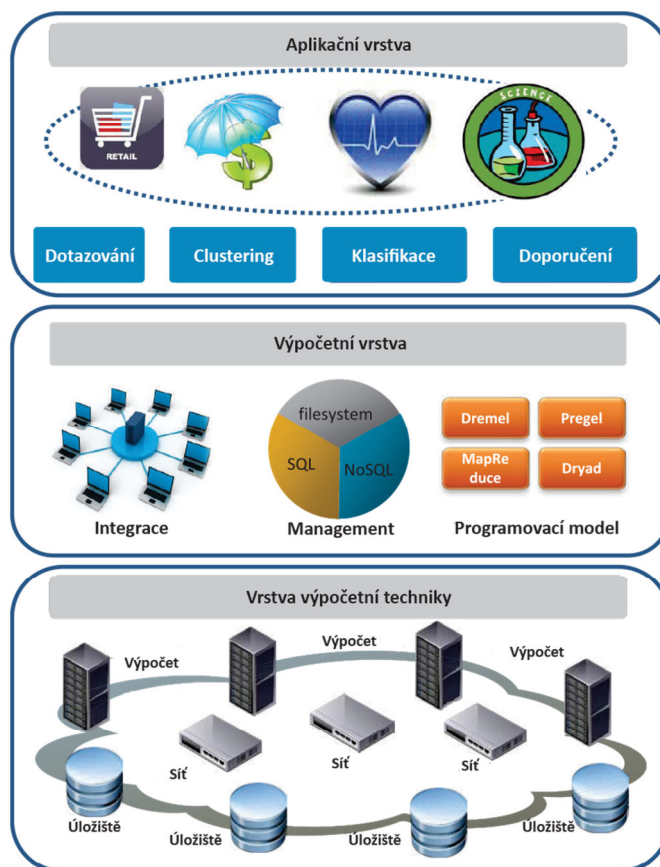 Aplikační vrstva
RETAIL
SCIENCE
Dotazování
Clustering
Klasifikace
Doporučení
Výpočetní vrstva
filesystem
SQL
NoSQL
Dremel
Pregel
MapRe
duce
Dryad
Integrace
Management
Programovací model
Vrstva výpočetní techniky
Výpočet
Výpočet
Výpočet
Síť
Síť
Síť
Úložiště
Úložiště
Úložiště
Úložiště